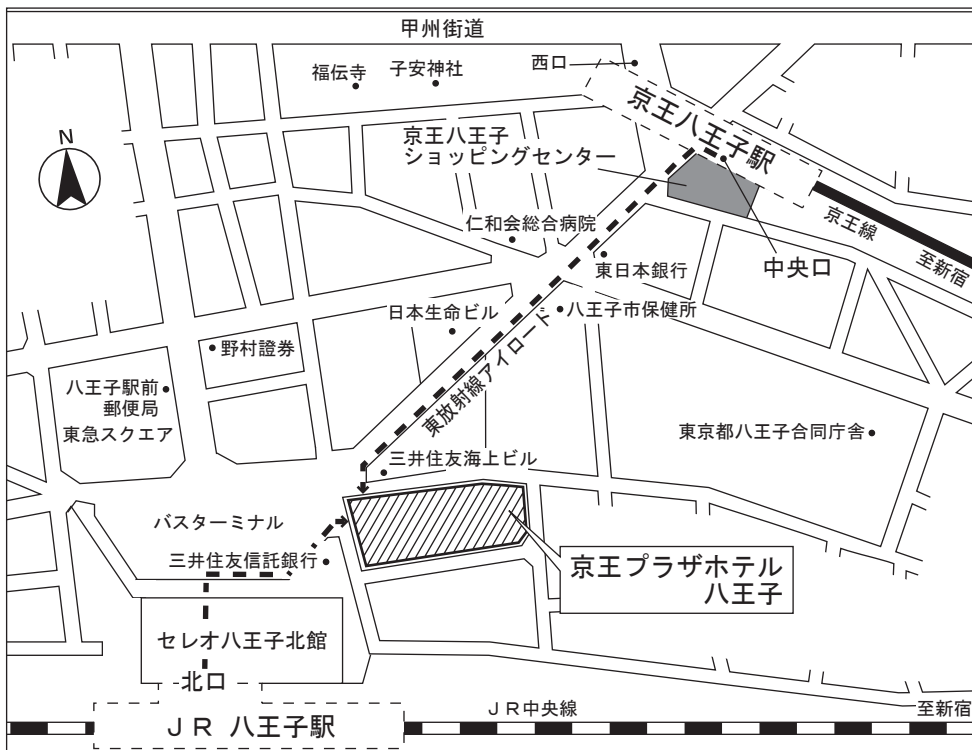 甲州街道
福伝寺
子安神社
西口
京王八王子駅
N
京王八王子
ショッピングセンター
仁和会総合病院
東日本銀行
中央口
京王線
至新宿
日本生命ビル
八王子市保健所
野村證券
東放射線アイロード
八王子駅前
郵便局
東急スクエア
東京都八王子合同庁舎
三井住友海上ビル
バスターミナル
三井住友信託銀行
京王プラザホテル
八王子
セレオ八王子北館
北口
JR中央線
至新宿
JR 八王子駅